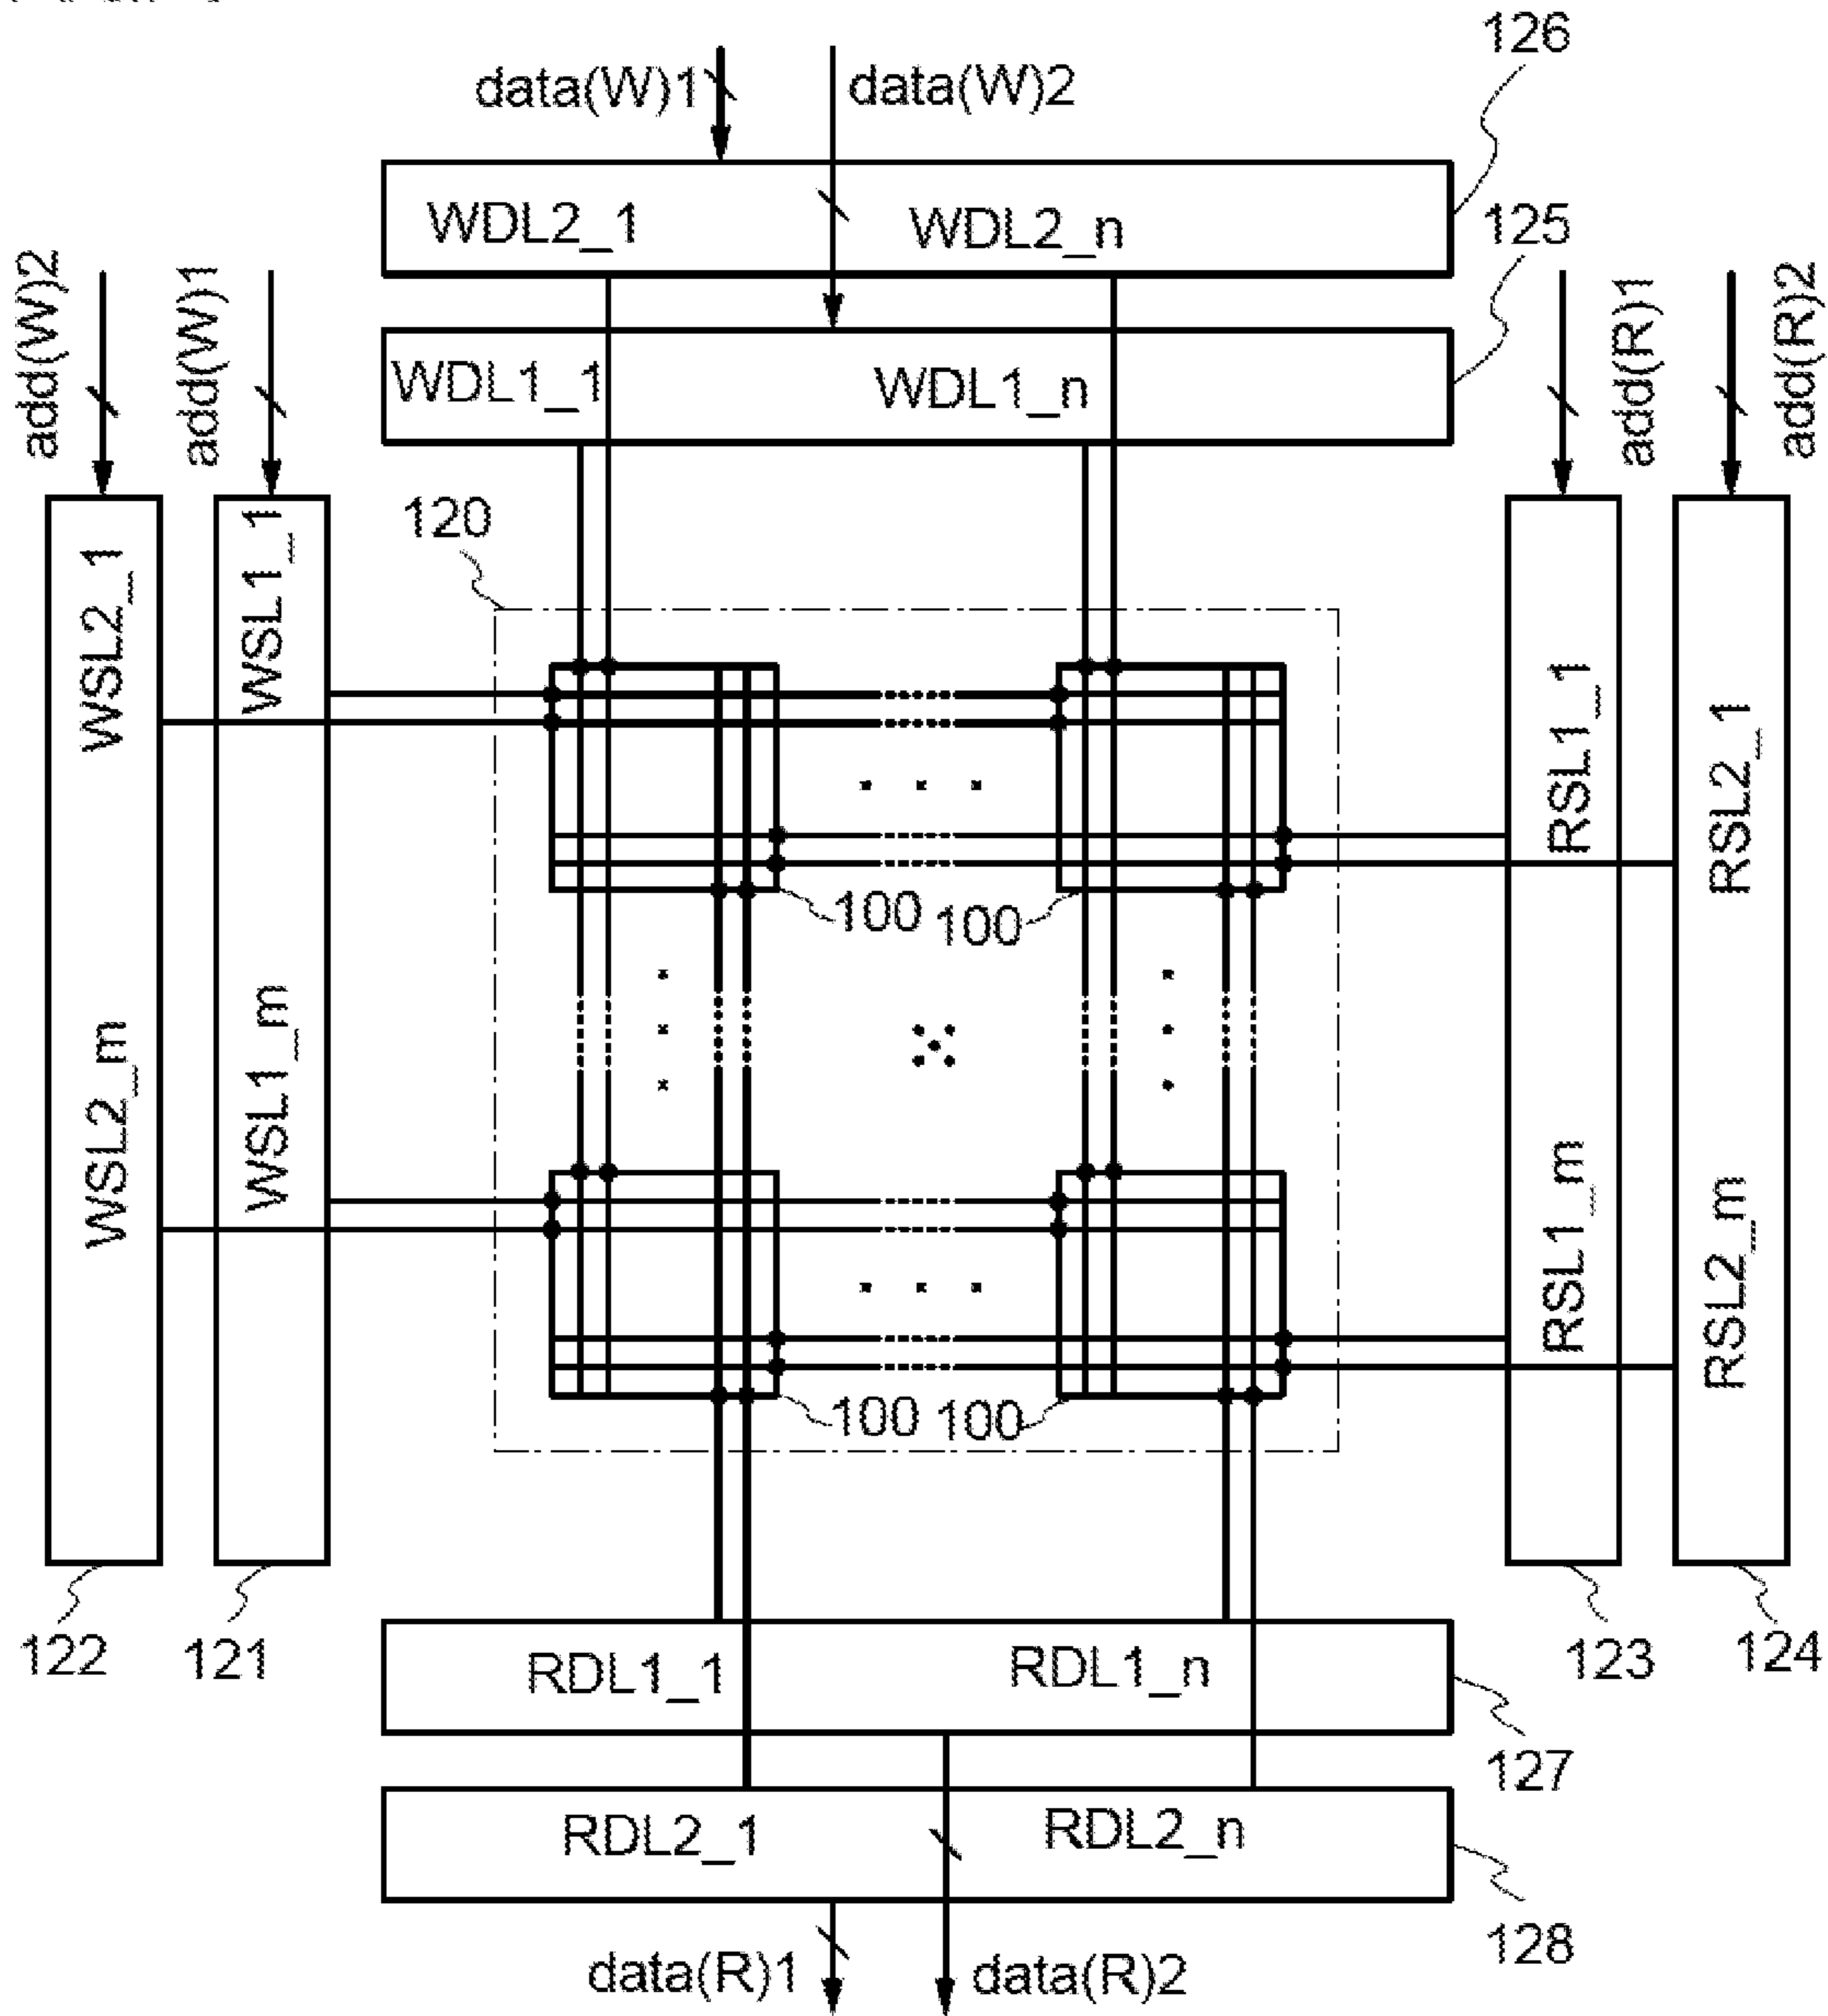 126
data(W)1
data(W)2
WDL2_1
WDL2_n
125
add(W)2
add(W)1
WDL1_1
WDL1_n
add(R)1
add(R)2
120
WSL2_1
WSL1_1
RSL1_1
RSL2_1
100
100
WSL2_m
WSL1_m
RSL1_m
RSL2_m
100
100
122
121
123
124
RDL1_1
RDL1_n
127
RDL2_1
RDL2_n
128
data(R)1
data(R)2